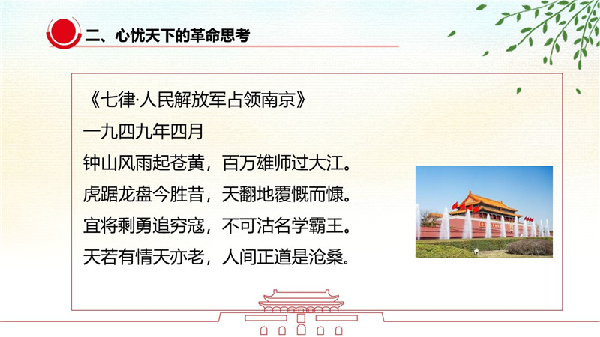 二、心忧天下的革命思考
《七律·人民解放军占领南京》
一九四九年四月
钟山风雨起苍黄，百万雄师过大江。
虎踞龙盘今胜昔，天翻地覆慨而慷。
宜将剩勇追穷寇，不可沽名学霸王。
天若有情天亦老，人间正道是沧桑。